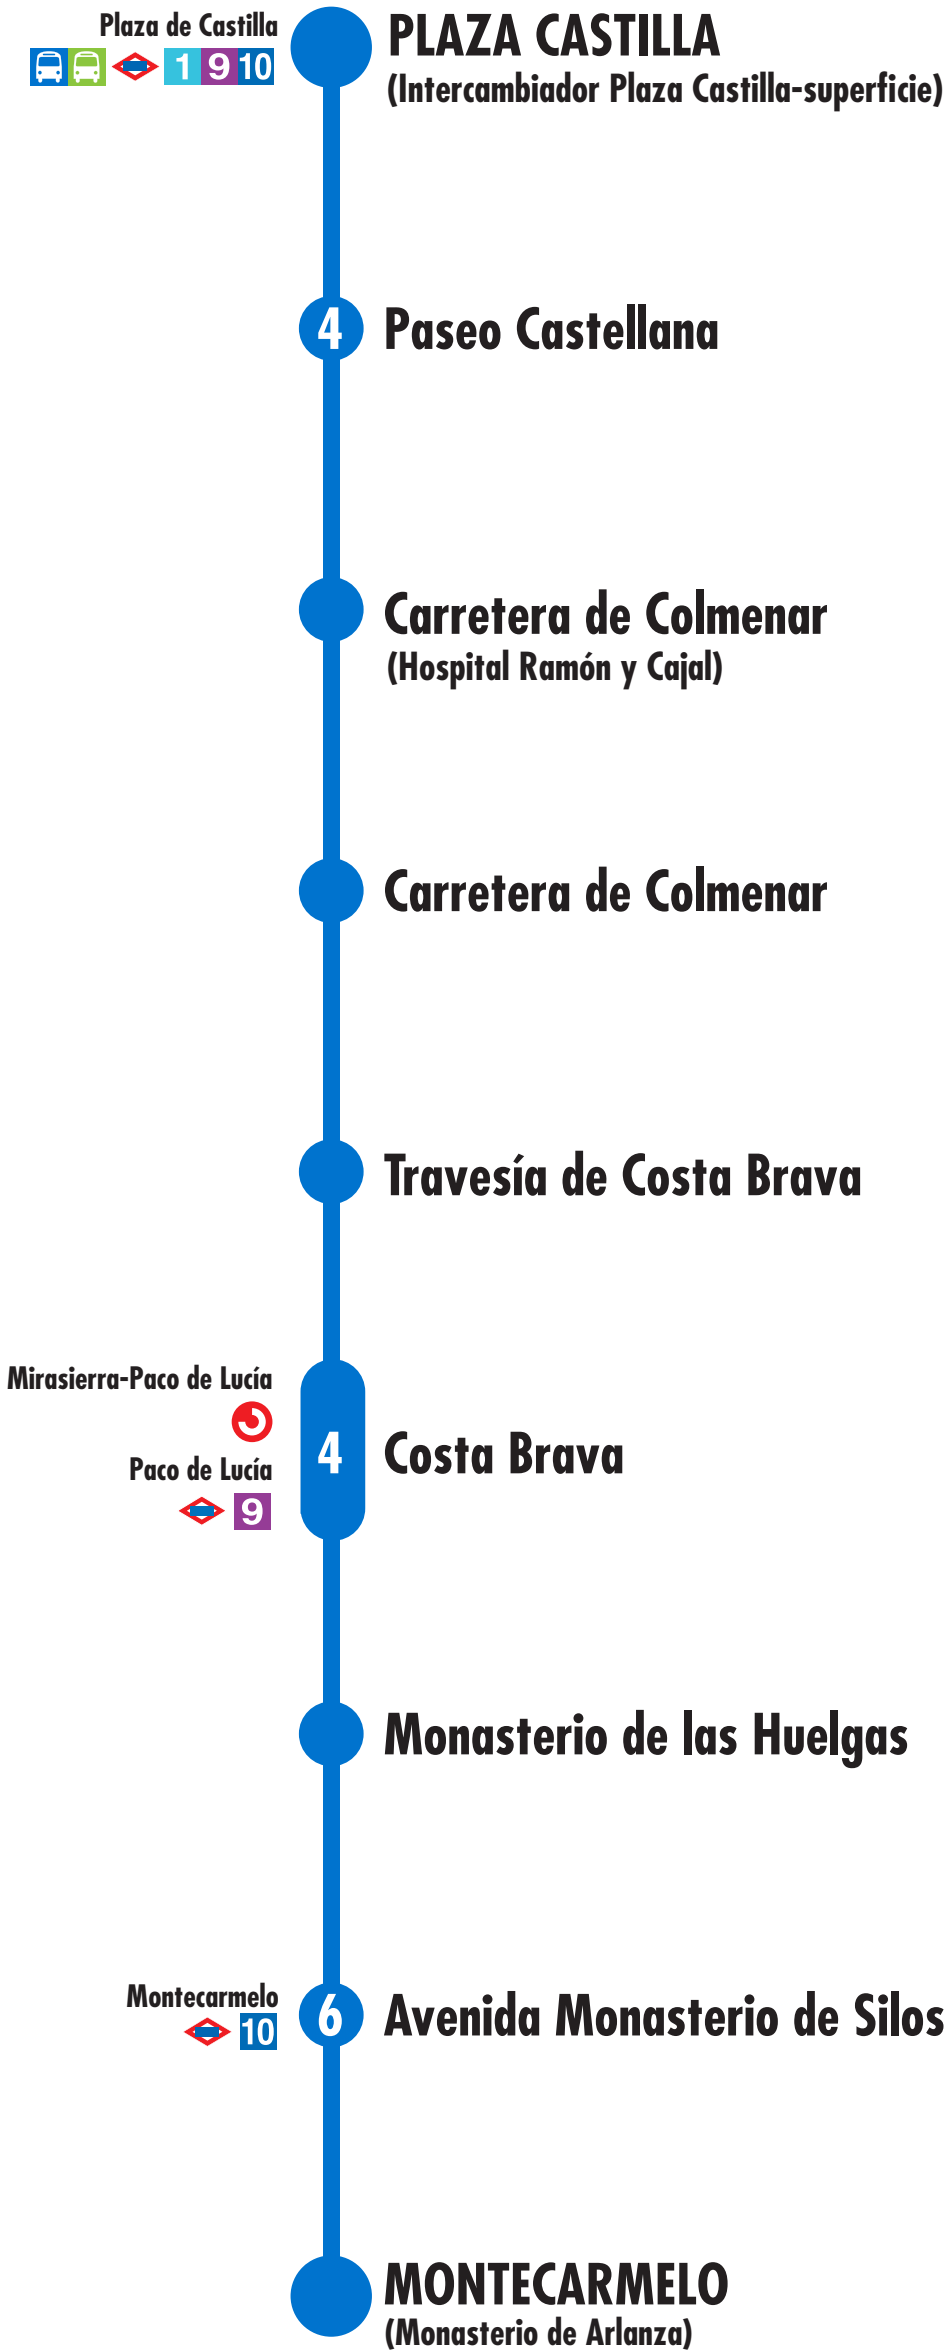 Plaza de Castilla
1 9 10
PLAZA CASTILLA
(Intercambiador Plaza Castilla-superficie)
4 Paseo Castellana
Carretera de Colmenar
(Hospital Ramón y Cajal)
Carretera de Colmenar
Travesía de Costa Brava
Mirasierra-Paco de Lucía
Paco de Lucía
9
4 Costa Brava
Monasterio de las Huelgas
Montecarmelo
10
6 Avenida Monasterio de Silos
MONTECARMELO
(Monasterio de Arlanza)